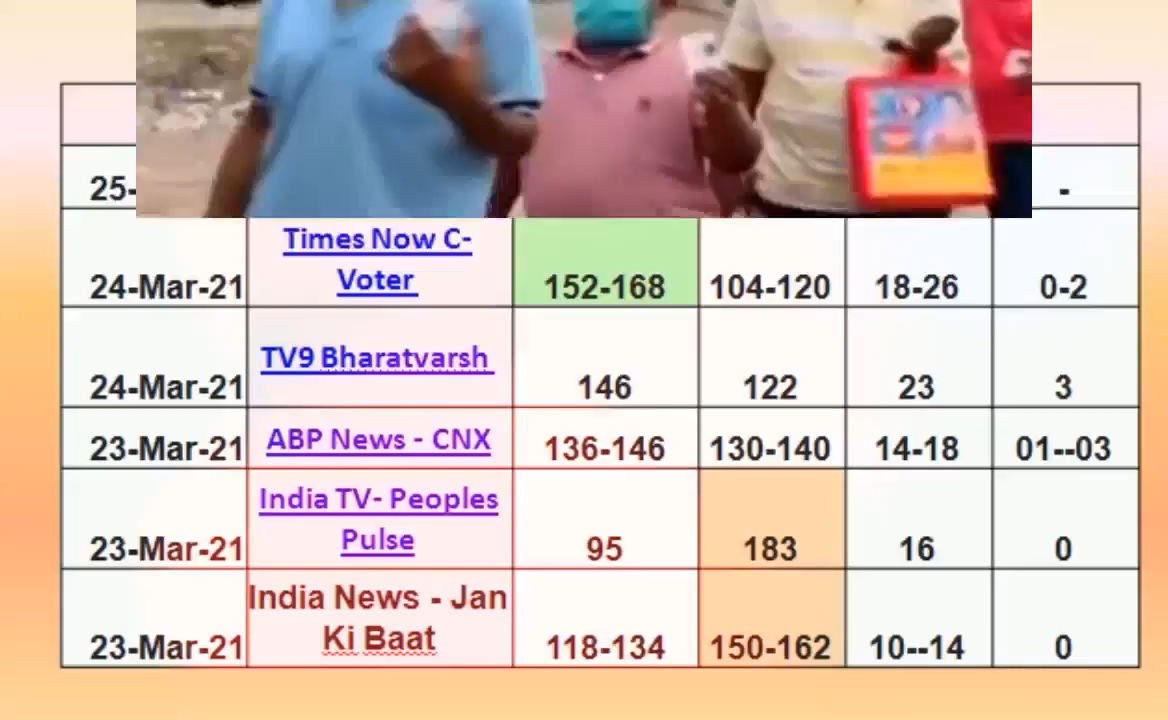 25- -
Times Now C-
Voter
24-Mar-21 152-168 104-120 18-26 0-2
TV9 Bharatvarsh
24-Mar-21 146 122 23 3
23-Mar-21 ABP News - CNX 136-146 130-140 14-18 01--03
India TV- Peoples
Pulse
23-Mar-21 95 183 16 0
India News - Jan
Ki Baat
23-Mar-21 118-134 150-162 10--14 0